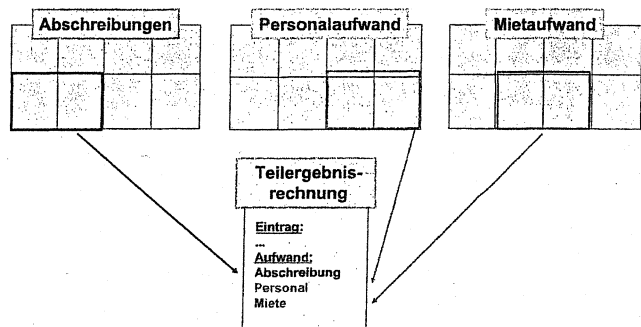 Abschreibungen
Personalaufwand
Mietaufwand
Teilergebnis-
rechnung
Eintrag:
...
Aufwand:
Abschreibung
Personal
Miete